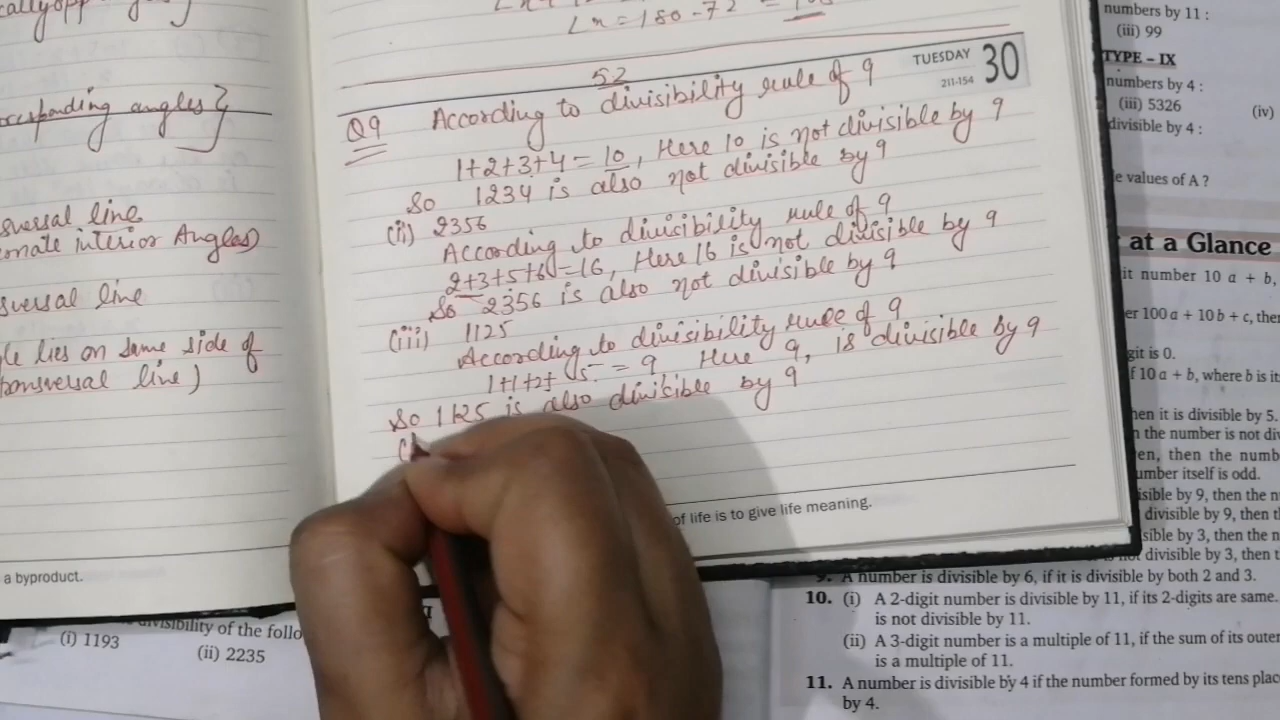 cally opp
∠x = 180 - 72 =
TUESDAY 30
211-154
52
Q9 According to divisibility rule of 9
1+2+3+4 = 10, Here 10 is not divisible by 9
So 1234 is also not divisible by 9
(ii) 2356
According to divisibility rule of 9
2+3+5+6 = 16, Here 16 is not divisible by 9
So 2356 is also not divisible by 9
(iii) 1125
According to divisibility rule of 9
1+1+2+5 = 9 Here 9, is divisible by 9
So 1125 is also divisible by 9
of life is to give life meaning.
angles}
line
interior Angles)
line
lies on same side of
line)
a byproduct.
of the follo
(i) 1193
(ii) 2235
numbers by 11 :
(iii) 99
TYPE – IX
numbers by 4 :
(iii) 5326 (iv)
divisible by 4 :
e values of A ?
at a Glance
it number 10 a + b,
er 100 a + 10 b + c, then
git is 0.
f 10 a + b, where b is its
hen it is divisible by 5.
the number is not div
en, then the numb
umber itself is odd.
isible by 9, then the n
divisible by 9, then t
sible by 3, then the n
not divisible by 3, then t
9. A number is divisible by 6, if it is divisible by both 2 and 3.
10. (i) A 2-digit number is divisible by 11, if its 2-digits are same.
is not divisible by 11.
(ii) A 3-digit number is a multiple of 11, if the sum of its outer
is a multiple of 11.
11. A number is divisible by 4 if the number formed by its tens plac
by 4.